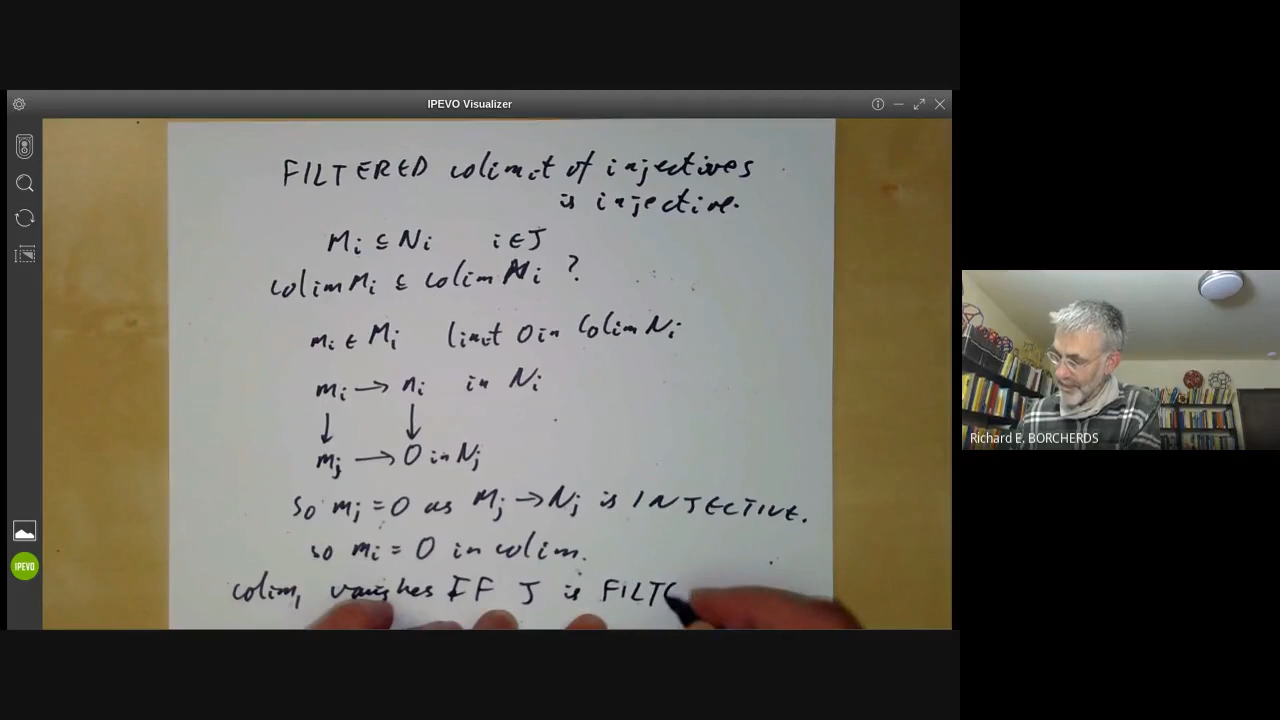 IPEVO Visualizer
FILTERED colimit of injectives
is injective.
Mi ⊆ Ni i ∈ J
colim Mi ⊆ colim Ni ?
mi ∈ Mi limit 0 in Colim Ni
mi → ni in Ni
↓ ↓
mj → 0 in Nj
so mj = 0 as Mj → Nj is INJECTIVE.
so mi = 0 in colim.
colim, vanishes IF J is FILTE
IPEVO
Richard E. BORCHERDS